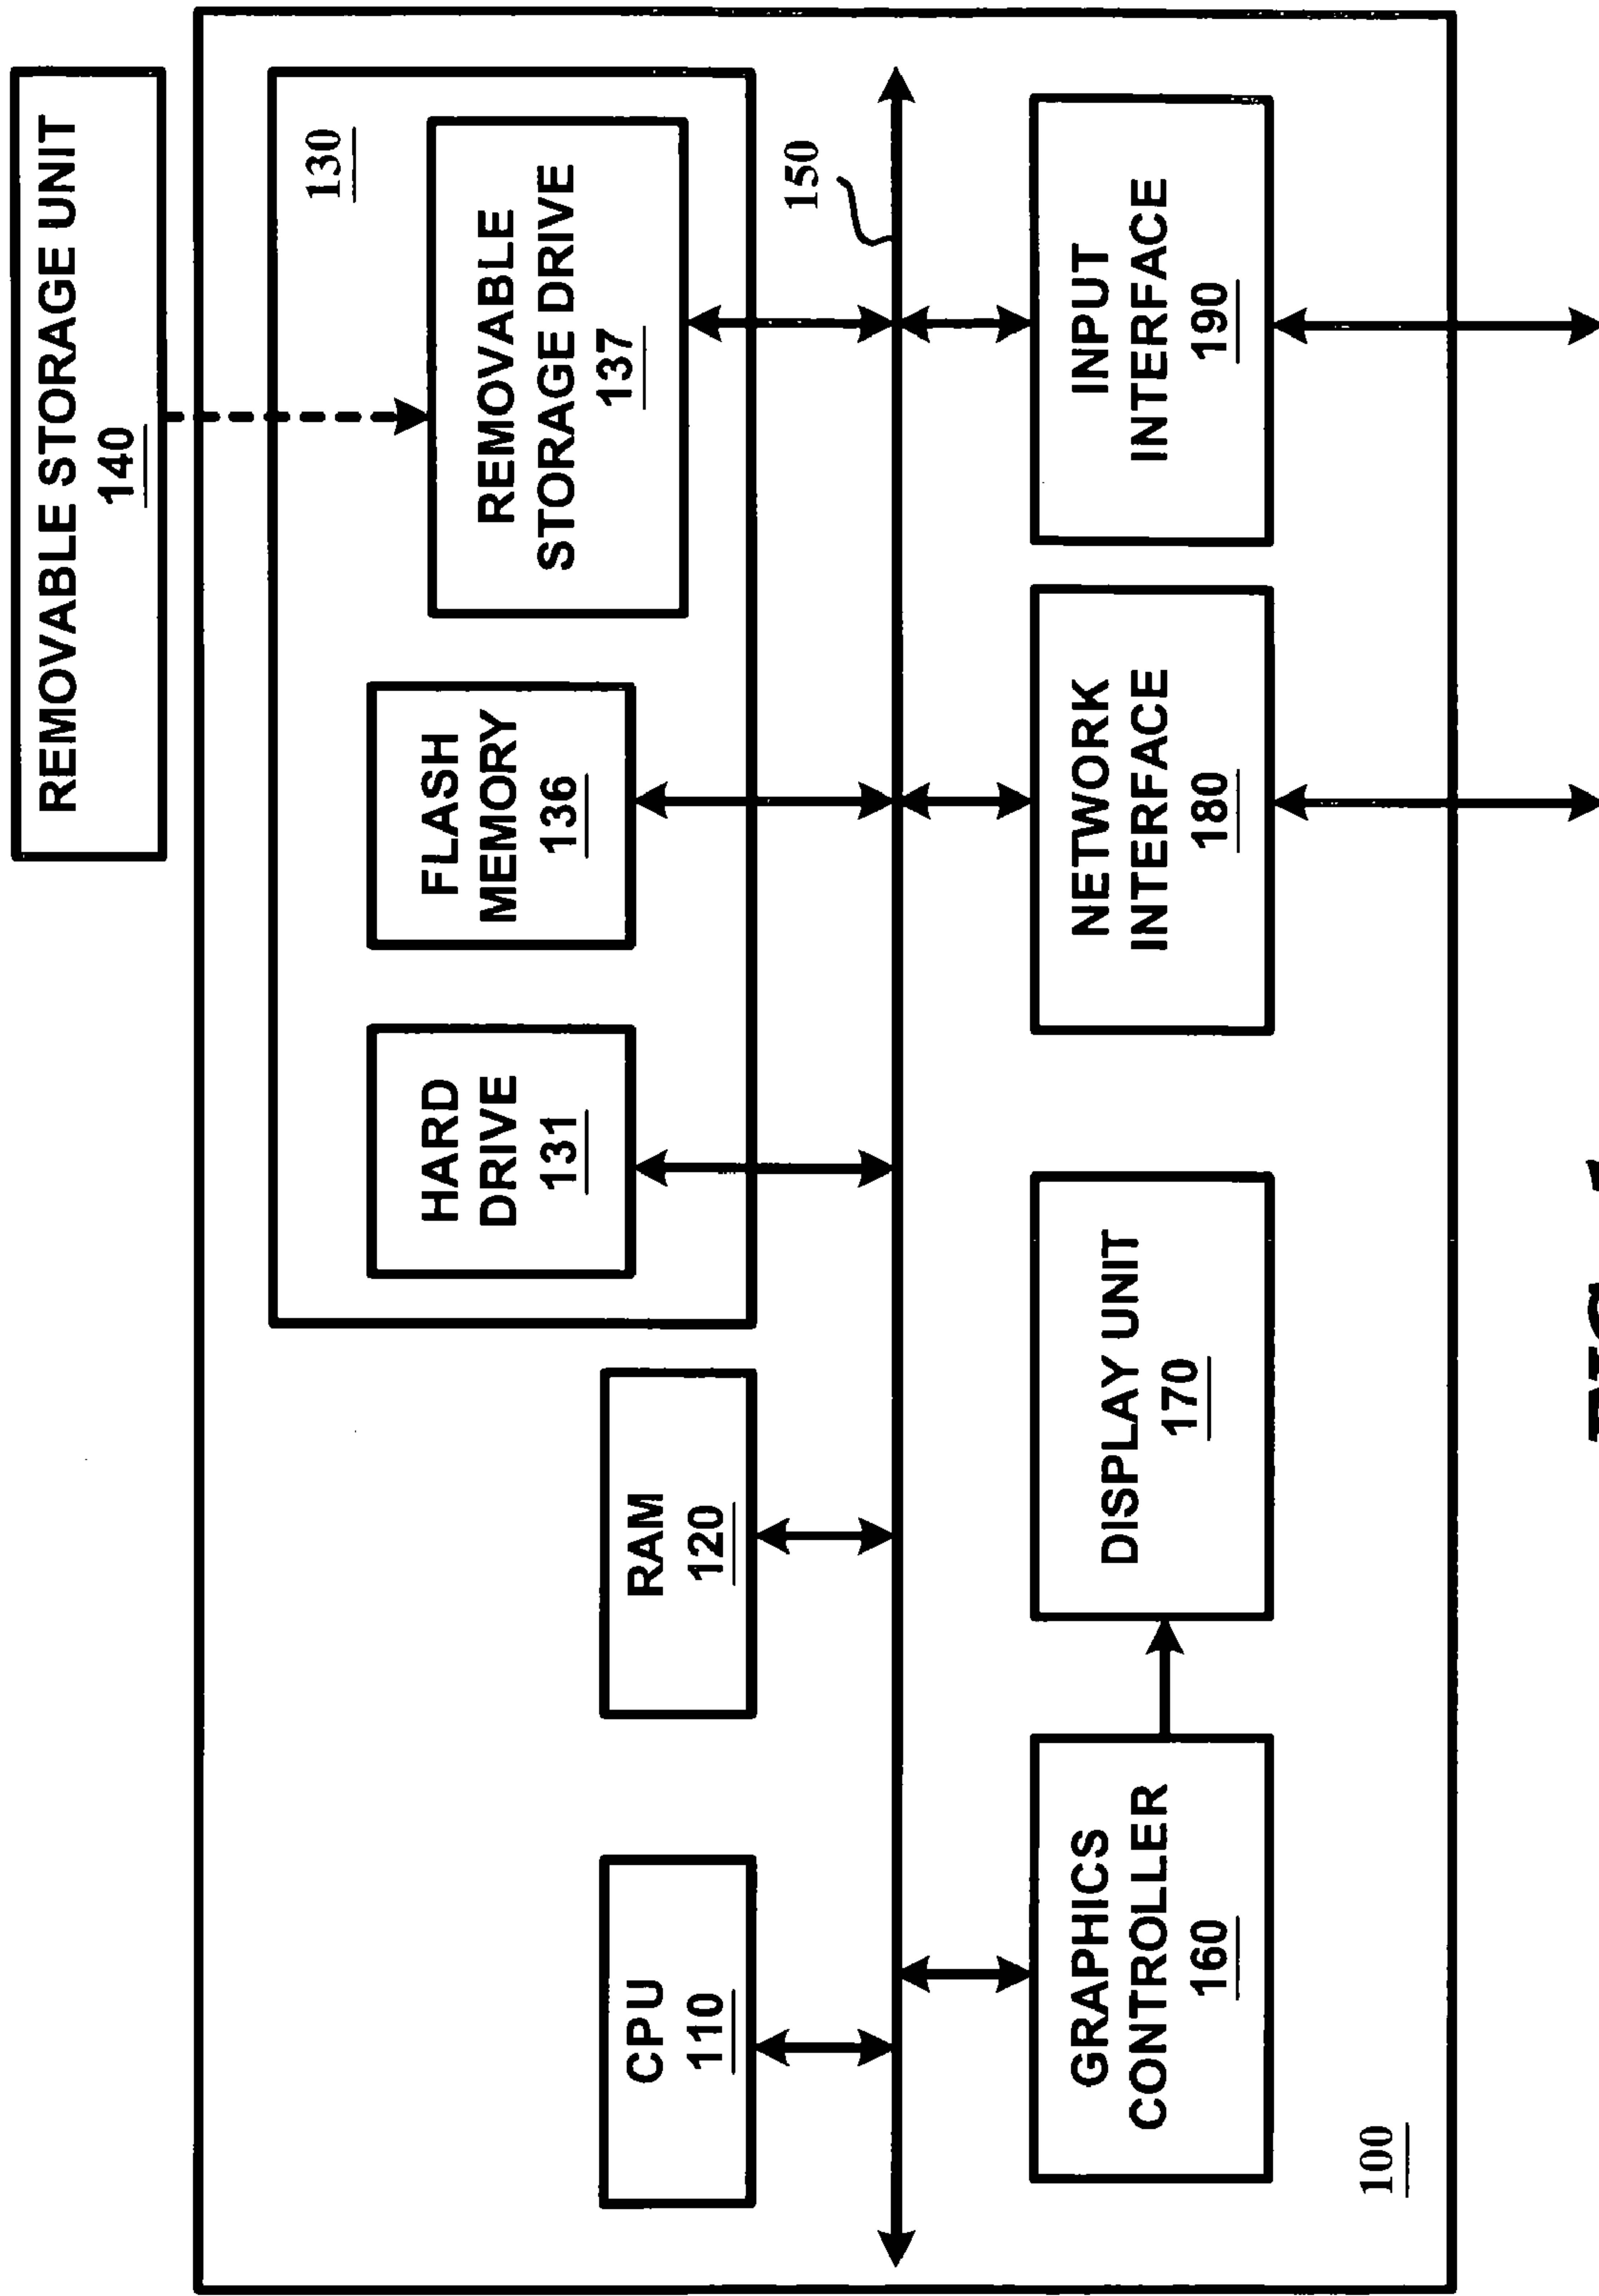 REMOVABLE STORAGE UNIT
140
130
HARD
DRIVE
131
FLASH
MEMORY
136
REMOVABLE
STORAGE DRIVE
137
CPU
110
RAM
120
150
GRAPHICS
CONTROLLER
160
DISPLAY UNIT
170
NETWORK
INTERFACE
180
INPUT
INTERFACE
190
100